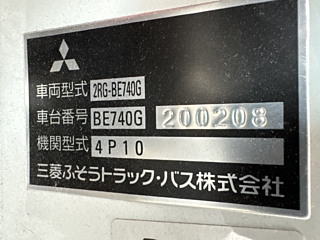 車両型式 2RG-BE740G
車台番号 BE740G 200208
機関型式 4P10
三菱ふそうトラック・バス株式会社